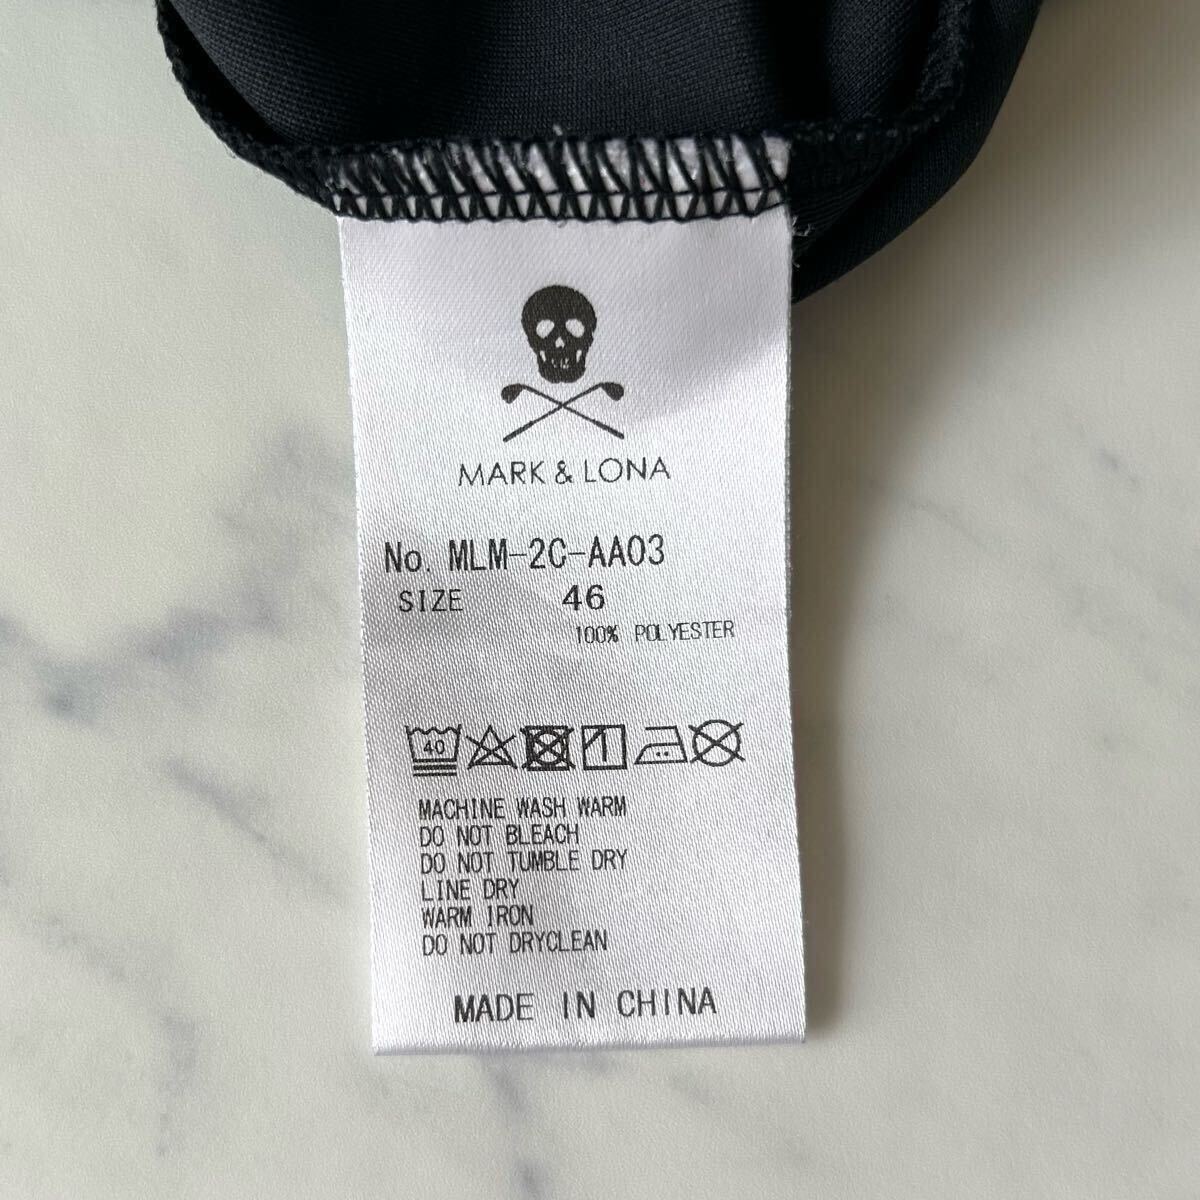 MARK & LONA
No. MLM-2C-AA03
SIZE 46
100% POLYESTER
40
MACHINE WASH WARM
DO NOT BLEACH
DO NOT TUMBLE DRY
LINE DRY
WARM IRON
DO NOT DRYCLEAN
MADE IN CHINA